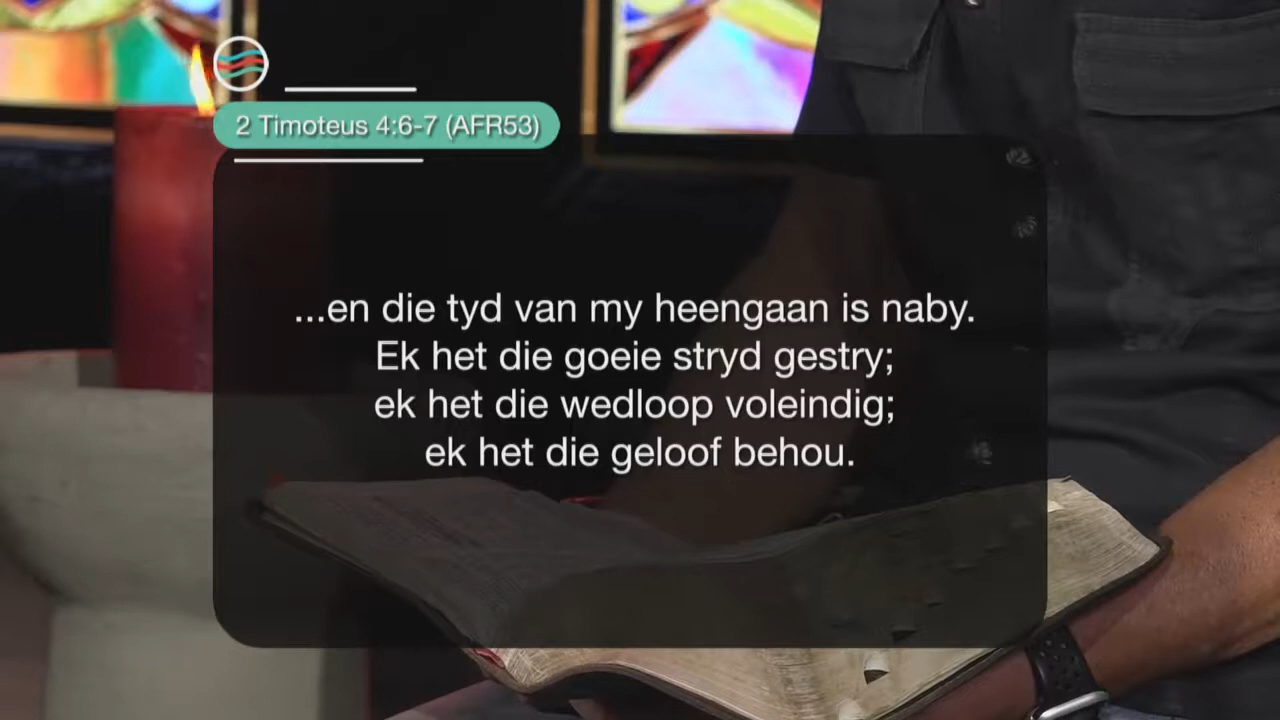 2 Timoteus 4:6-7 (AFR53)
...en die tyd van my heengaan is naby.
Ek het die goeie stryd gestry;
ek het die wedloop voleindig;
ek het die geloof behou.